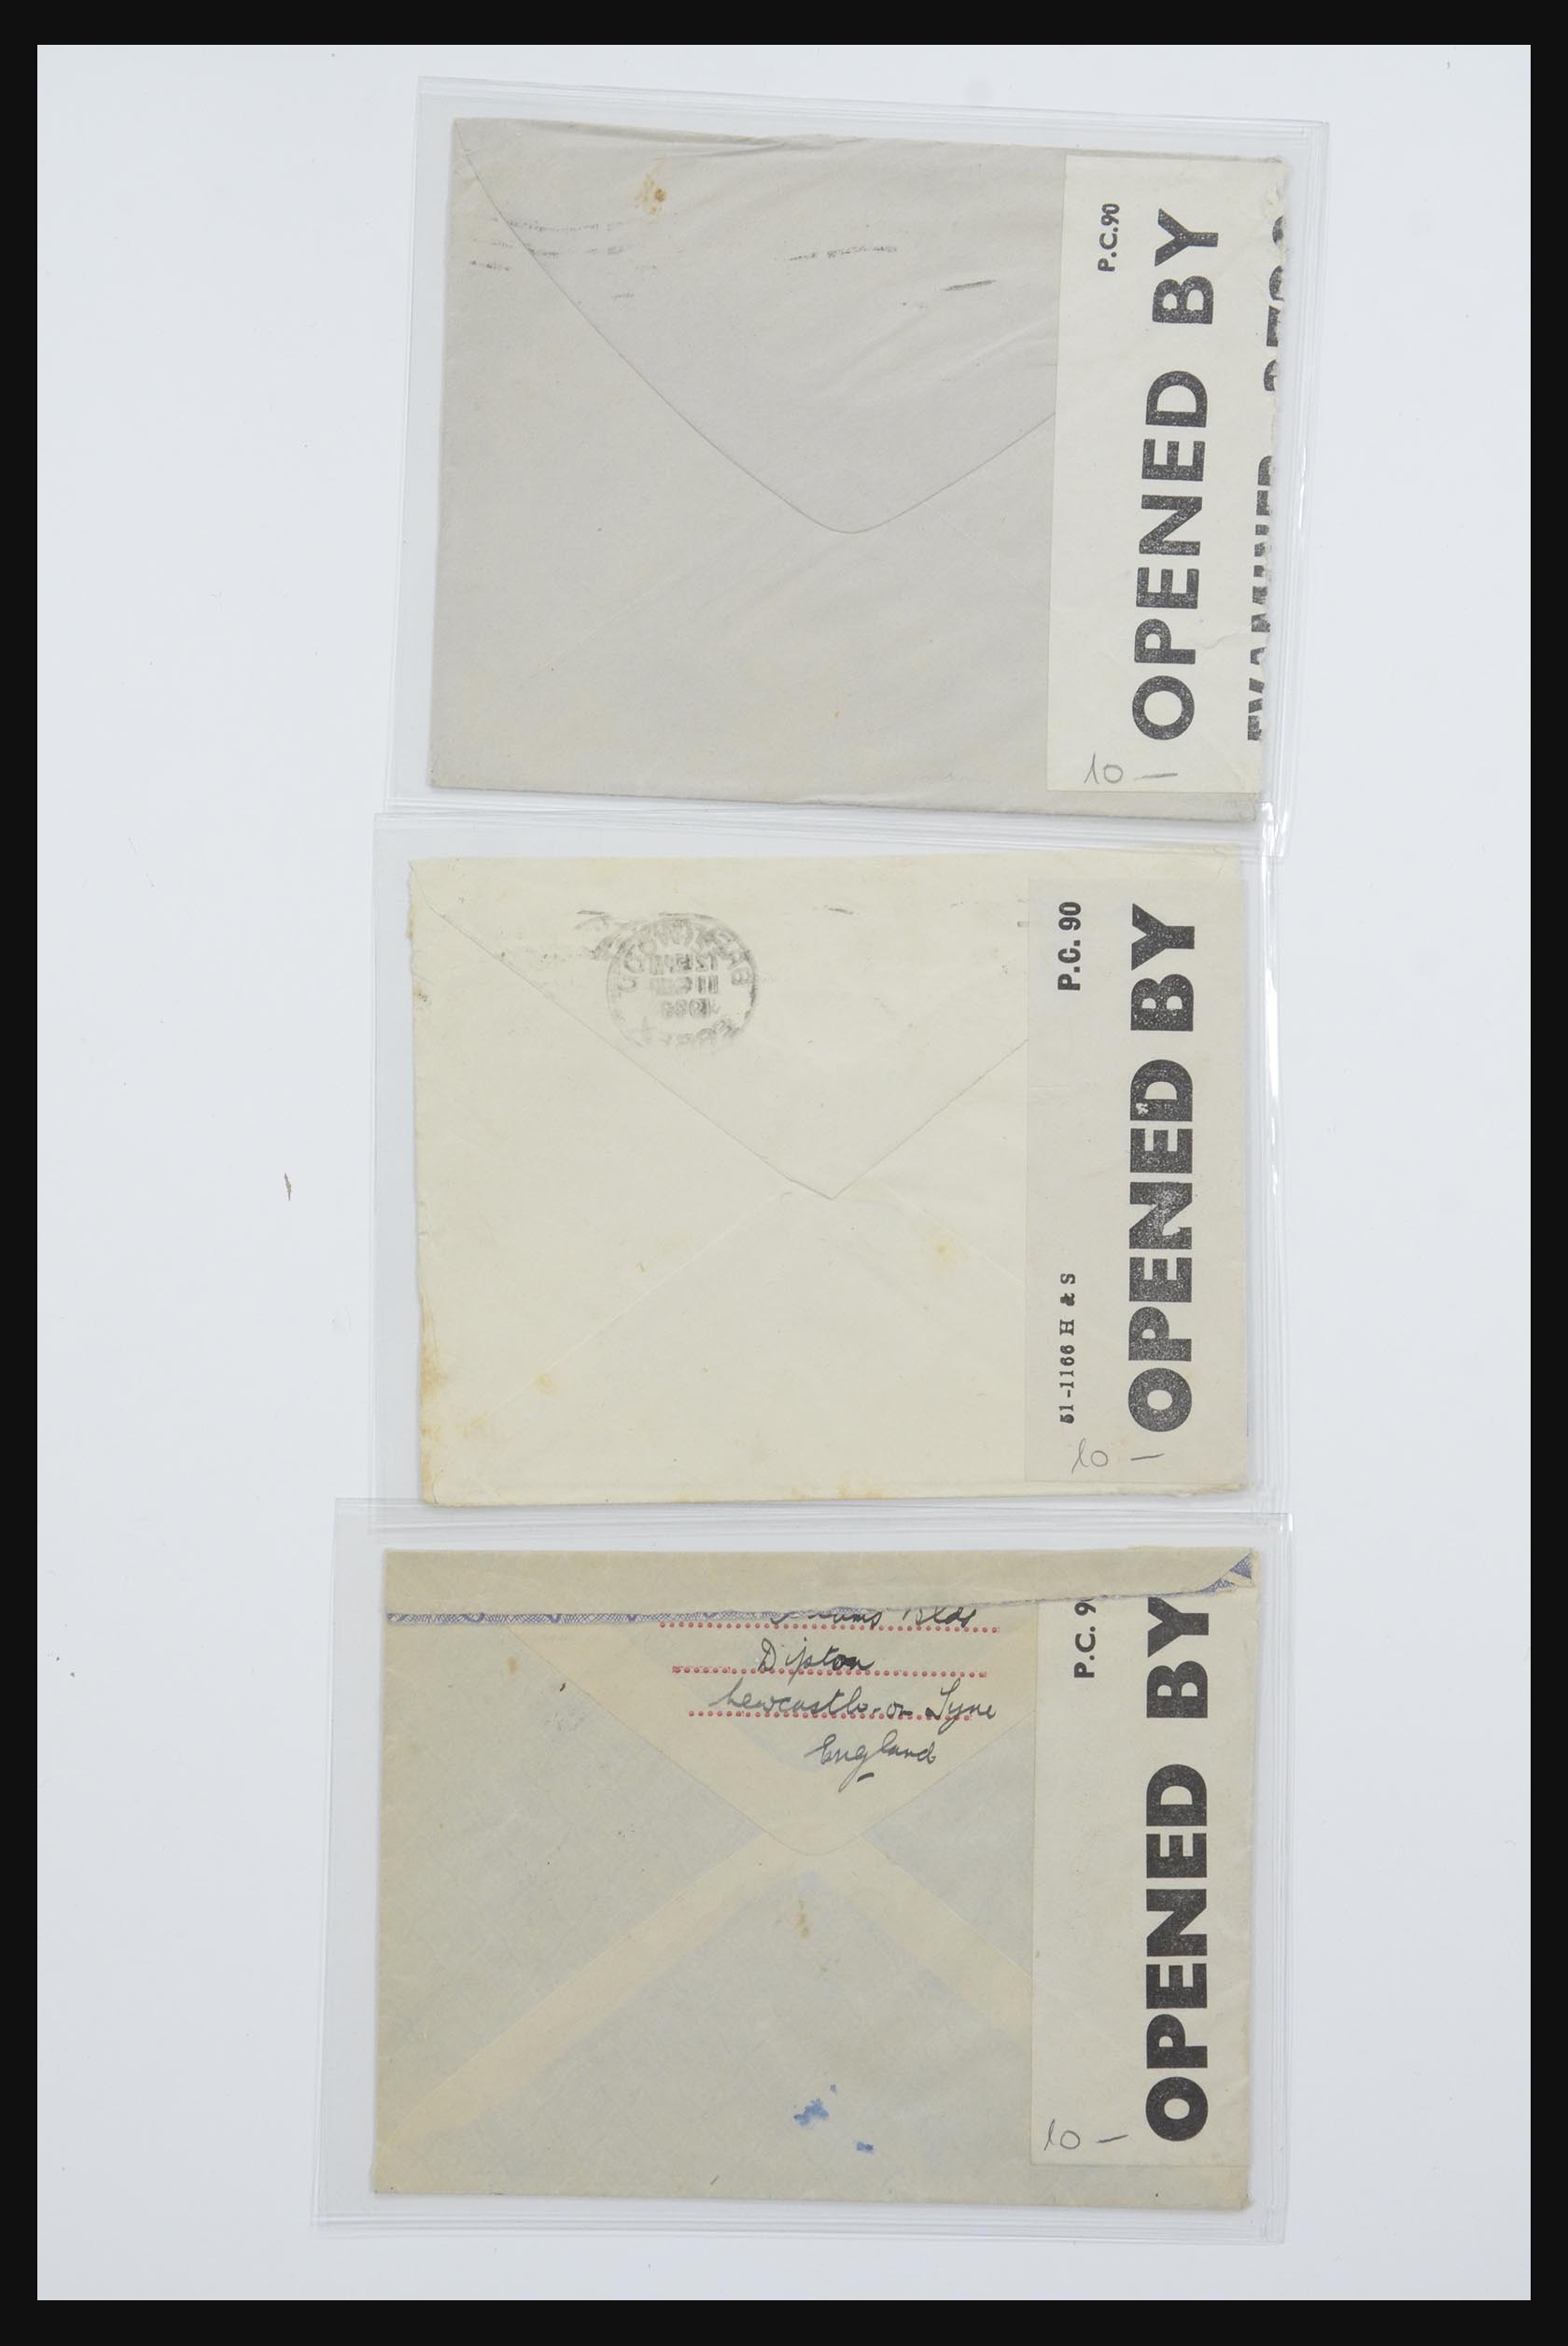 P.C.90
OPENED BY
10 —
P.C. 90
OPENED BY
51-1166 H & S
10 —
Dipton
Newcastle-on-Tyne
England
P.C. 9
OPENED BY
10 —